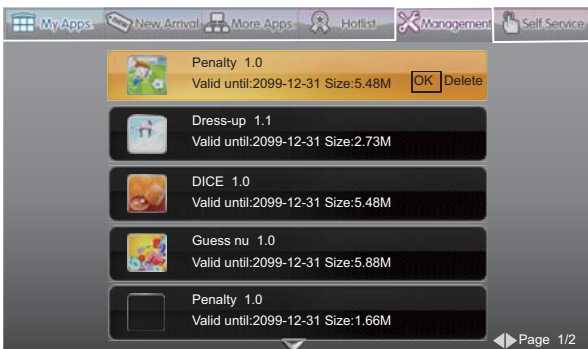 My Apps New Arrival More Apps Hotlist Management Self Service
Penalty 1.0
Valid until:2099-12-31 Size:5.48M OK Delete
Dress-up 1.1
Valid until:2099-12-31 Size:2.73M
DICE 1.0
Valid until:2099-12-31 Size:5.48M
Guess nu 1.0
Valid until:2099-12-31 Size:5.88M
Penalty 1.0
Valid until:2099-12-31 Size:1.66M
Page 1/2